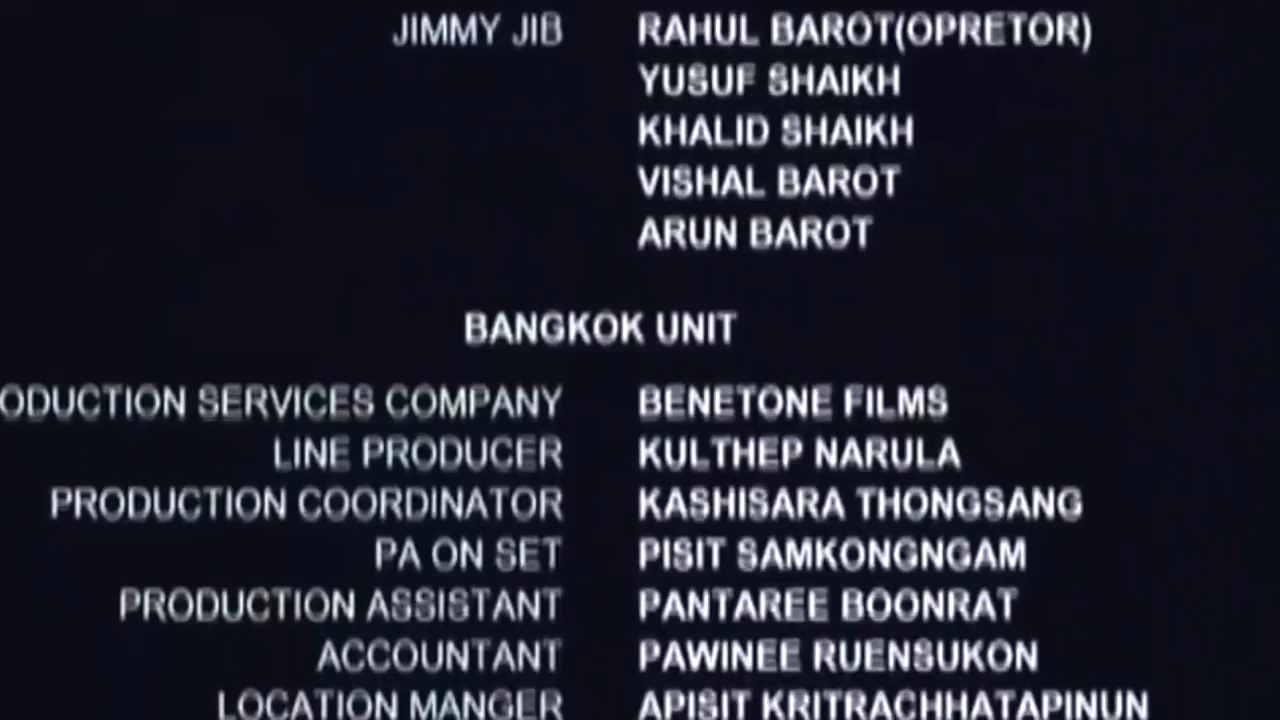 JIMMY JIB RAHUL BAROT(OPRETOR)
YUSUF SHAIKH
KHALID SHAIKH
VISHAL BAROT
ARUN BAROT
BANGKOK UNIT
ODUCTION SERVICES COMPANY BENETONE FILMS
LINE PRODUCER KULTHEP NARULA
PRODUCTION COORDINATOR KASHISARA THONGSANG
PA ON SET PISIT SAMKONGNGAM
PRODUCTION ASSISTANT PANTAREE BOONRAT
ACCOUNTANT PAWINEE RUENSUKON
LOCATION MANGER APISIT KRITRACHHATAPINUN